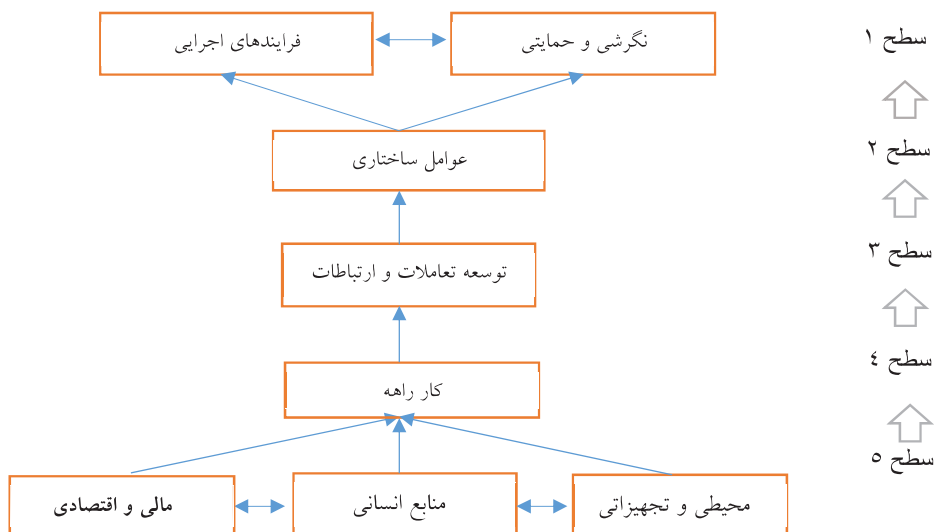 سطح ۱
نگرشی و حمایتی
فرایندهای اجرایی
سطح ۲
عوامل ساختاری
سطح ۳
توسعه تعاملات و ارتباطات
سطح ٤
کار راهه
سطح ٥
محیطی و تجهیزاتی
منابع انسانی
مالی و اقتصادی